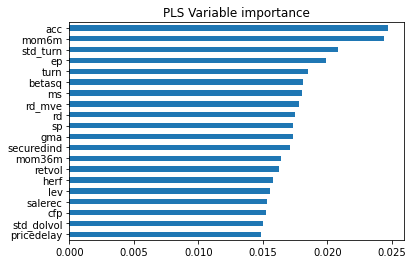 PLS Variable importance
acc
mom6m
std_turn
ep
turn
betasq
ms
rd_mve
rd
sp
gma
securedind
mom36m
retvol
herf
lev
salerec
cfp
std_dolvol
pricedelay
0.000 0.005 0.010 0.015 0.020 0.025